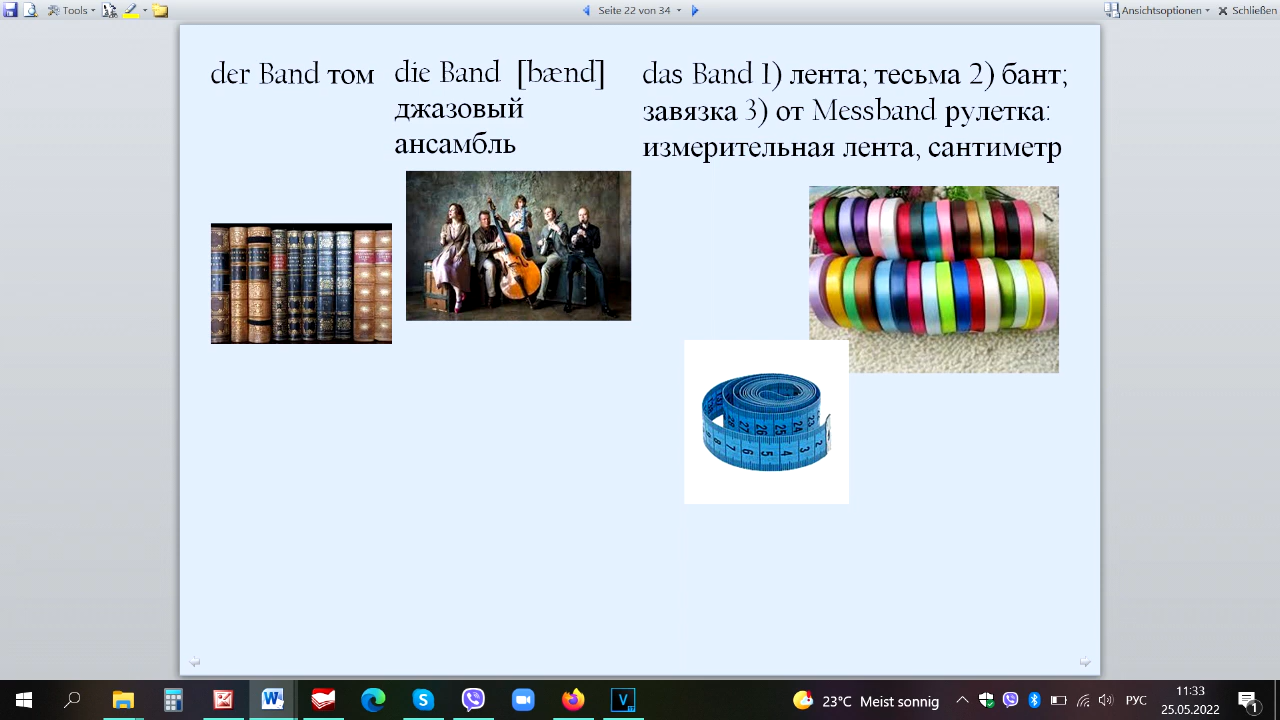 Tools
Seite 22 von 34
Ansichtsoptionen
Schließen
der Band том
die Band [bænd]
джазовый
ансамбль
das Band 1) лента; тесьма 2) бант;
завязка 3) от Messband рулетка:
измерительная лента, сантиметр
23°C Meist sonnig
РУС
11:33
25.05.2022
1